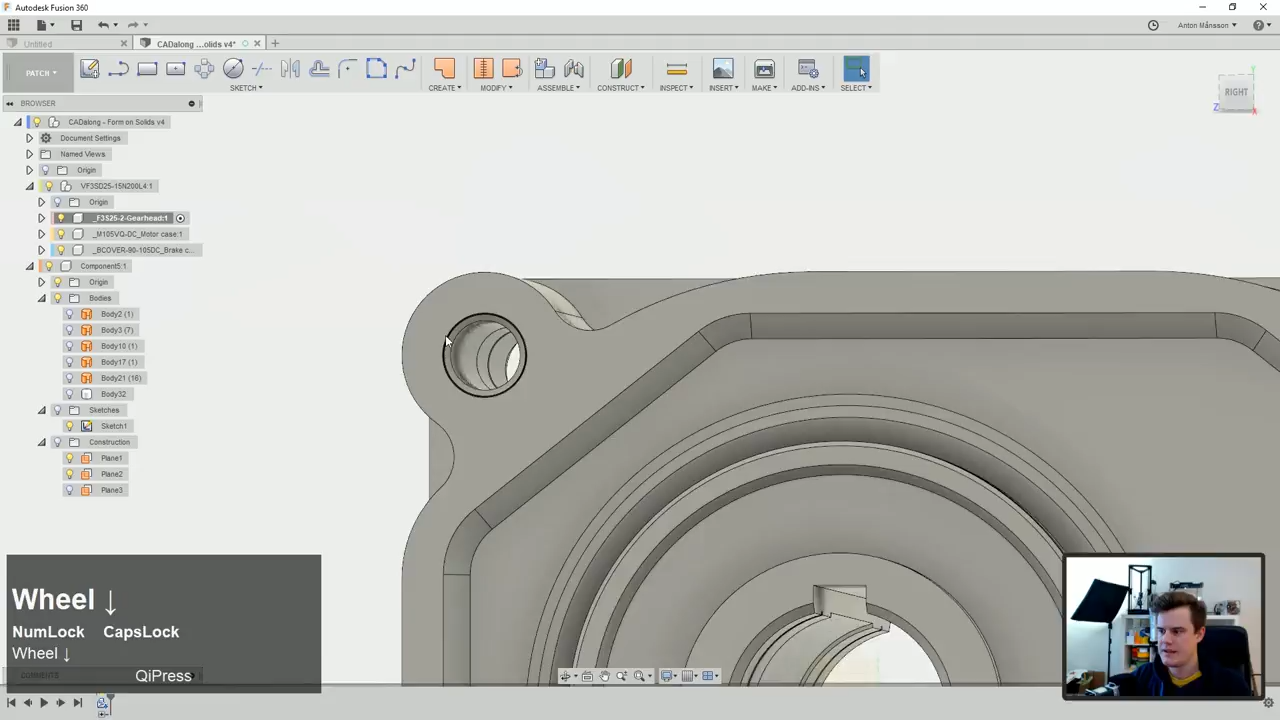 Autodesk Fusion 360
Anton Månsson
Untitled
CADalong ...olids v4*
PATCH
SKETCH
CREATE
MODIFY
ASSEMBLE
CONSTRUCT
INSPECT
INSERT
MAKE
ADD-INS
SELECT
BROWSER
RIGHT
Y
Z
X
CADalong - Form on Solids v4
Document Settings
Named Views
Origin
VF3SD25-15N200L4:1
Origin
_F3S25-2-Gearhead:1
_M105VQ-DC_Motor case:1
_BCOVER-90-105DC_Brake c...
Component5:1
Origin
Bodies
Body2 (1)
Body3 (7)
Body10 (1)
Body17 (1)
Body21 (16)
Body32
Sketches
Sketch1
Construction
Plane1
Plane2
Plane3
Wheel ↓
NumLock CapsLock
Wheel ↓
COMMENTS
QiPress